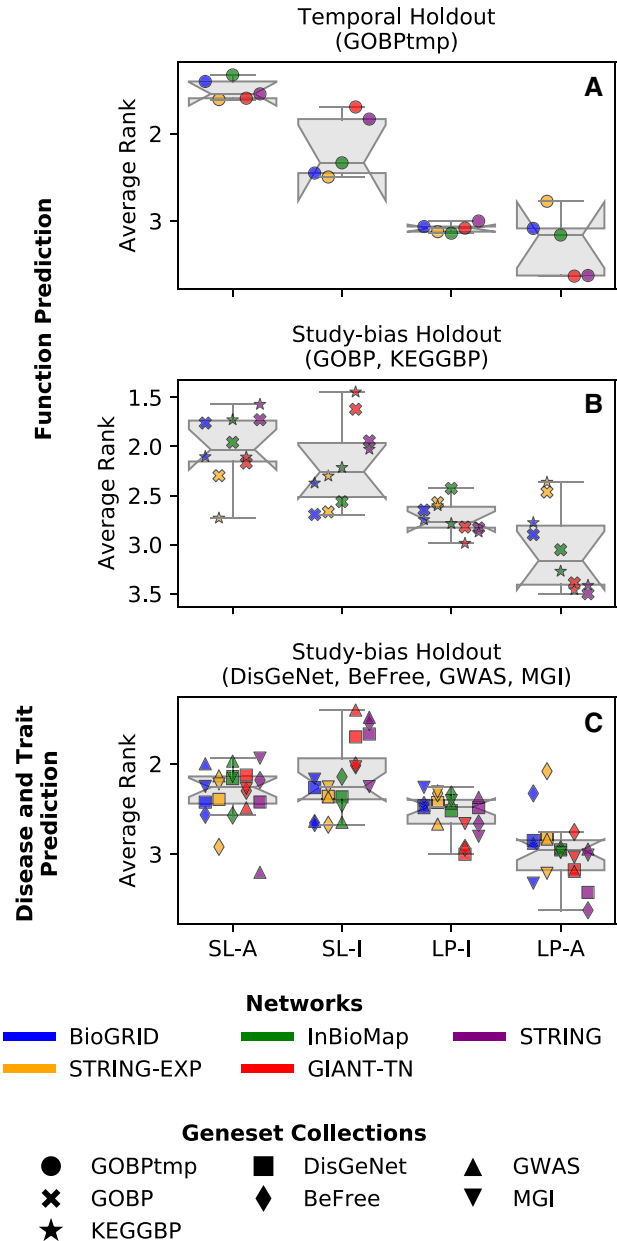 Temporal Holdout
(GOBPtmp)
A
2
3
Average Rank
Function Prediction
Study-bias Holdout
(GOBP, KEGGBP)
B
1.5
2.0
2.5
3.0
3.5
Average Rank
Study-bias Holdout
(DisGeNet, BeFree, GWAS, MGI)
C
2
3
Average Rank
Disease and Trait
Prediction
SL-A SL-I LP-I LP-A
Networks
BioGRID InBioMap STRING
STRING-EXP GIANT-TN
Geneset Collections
GOBPtmp DisGeNet GWAS
GOBP BeFree MGI
KEGGBP